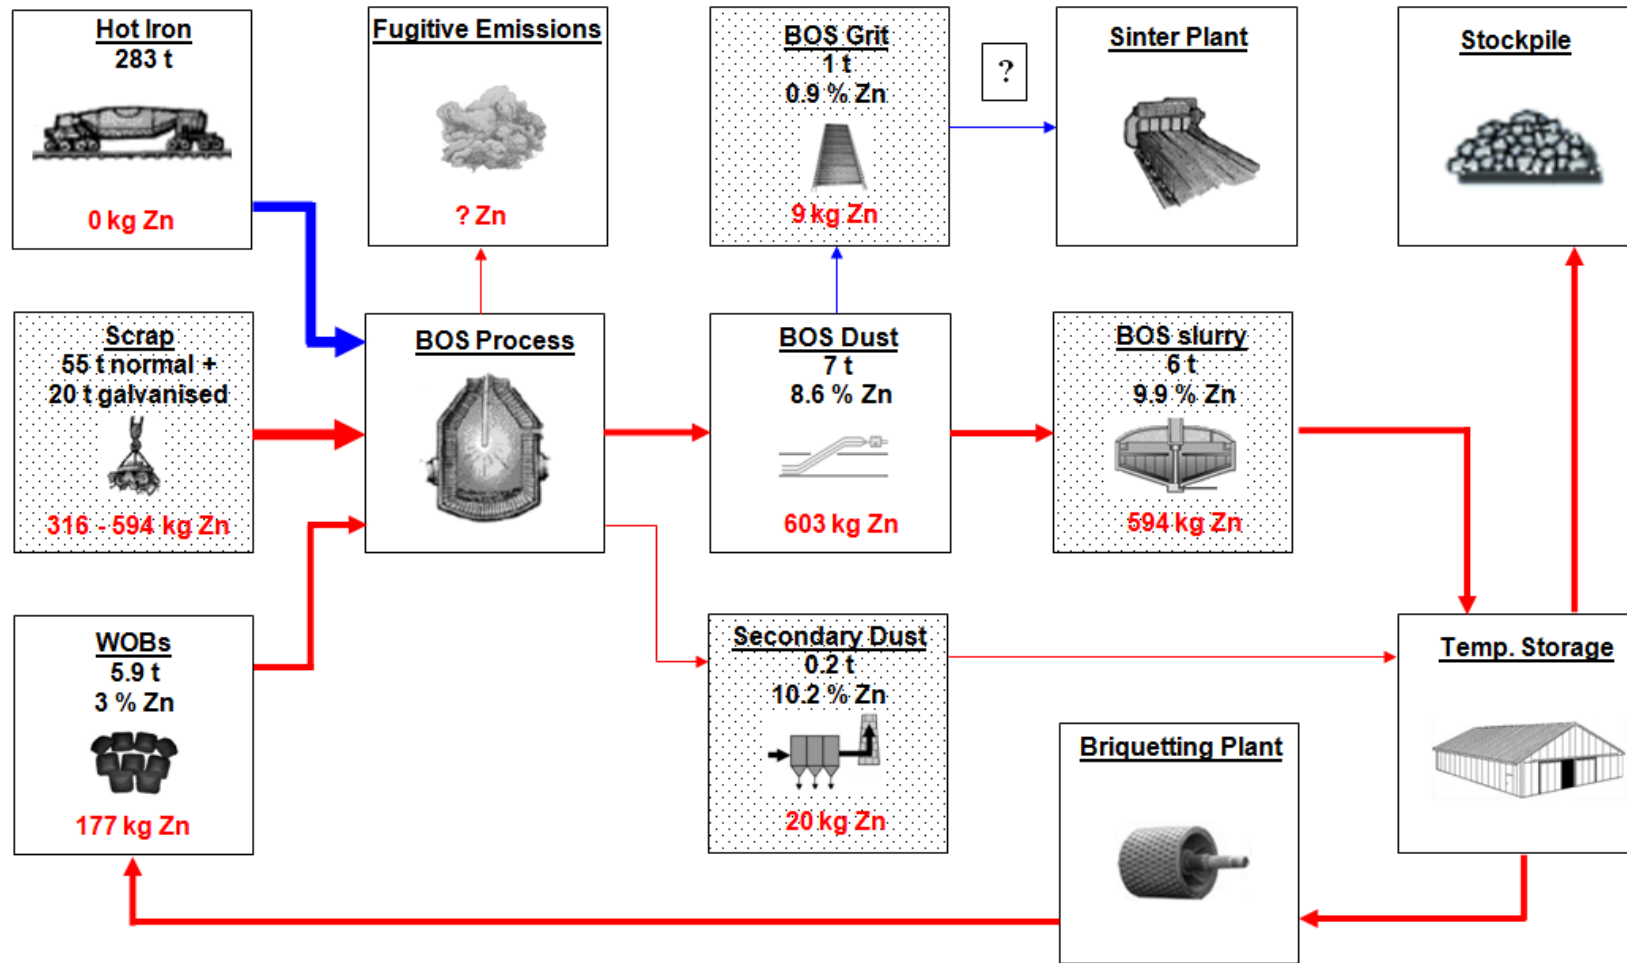 Hot Iron
283 t
0 kg Zn
Fugitive Emissions
? Zn
BOS Grit
1 t
0.9 % Zn
9 kg Zn
?
Sinter Plant
Stockpile
Scrap
55 t normal +
20 t galvanised
316 - 594 kg Zn
BOS Process
BOS Dust
7 t
8.6 % Zn
603 kg Zn
BOS slurry
6 t
9.9 % Zn
594 kg Zn
WOBs
5.9 t
3 % Zn
177 kg Zn
Secondary Dust
0.2 t
10.2 % Zn
20 kg Zn
Briquetting Plant
Temp. Storage